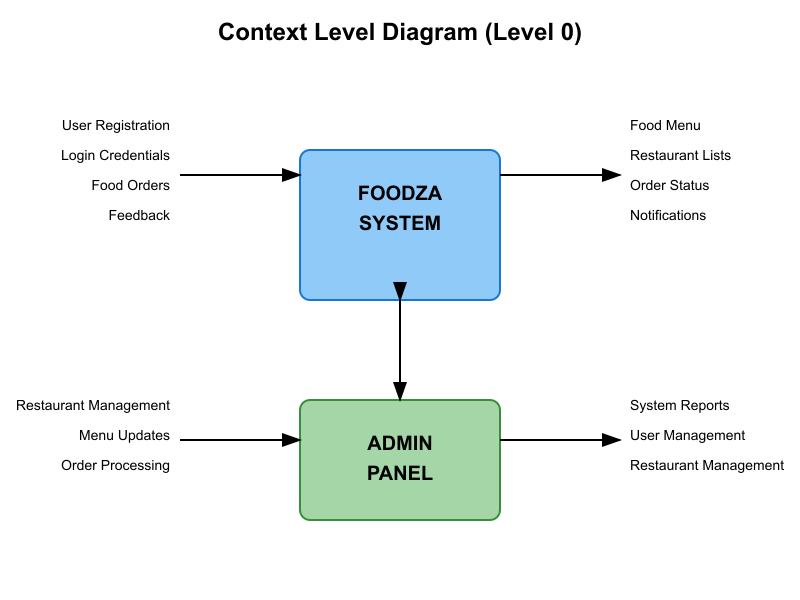 Context Level Diagram (Level 0)
User Registration
Login Credentials
Food Orders
Feedback
FOODZA
SYSTEM
Food Menu
Restaurant Lists
Order Status
Notifications
Restaurant Management
Menu Updates
Order Processing
ADMIN
PANEL
System Reports
User Management
Restaurant Management